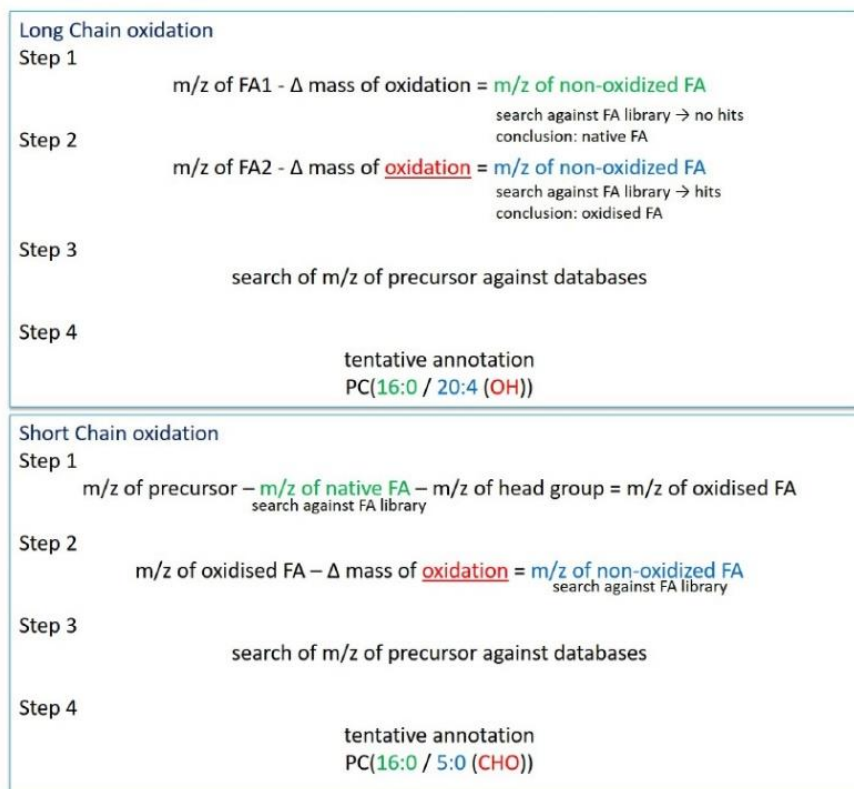 Long Chain oxidation
Step 1
m/z of FA1 - Δ mass of oxidation = m/z of non-oxidized FA
search against FA library → no hits
conclusion: native FA
Step 2
m/z of FA2 - Δ mass of oxidation = m/z of non-oxidized FA
search against FA library → hits
conclusion: oxidised FA
Step 3
search of m/z of precursor against databases
Step 4
tentative annotation
PC(16:0 / 20:4 (OH))
Short Chain oxidation
Step 1
m/z of precursor – m/z of native FA – m/z of head group = m/z of oxidised FA
search against FA library
Step 2
m/z of oxidised FA – Δ mass of oxidation = m/z of non-oxidized FA
search against FA library
Step 3
search of m/z of precursor against databases
Step 4
tentative annotation
PC(16:0 / 5:0 (CHO))